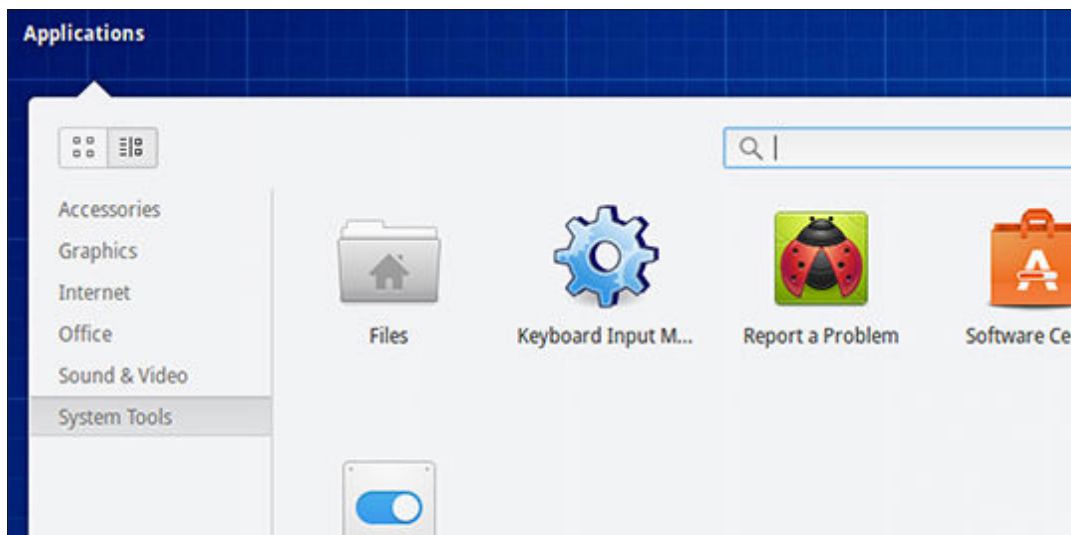 Applications
Accessories
Graphics
Internet
Office
Sound & Video
System Tools
Files
Keyboard Input M...
Report a Problem
Software Ce